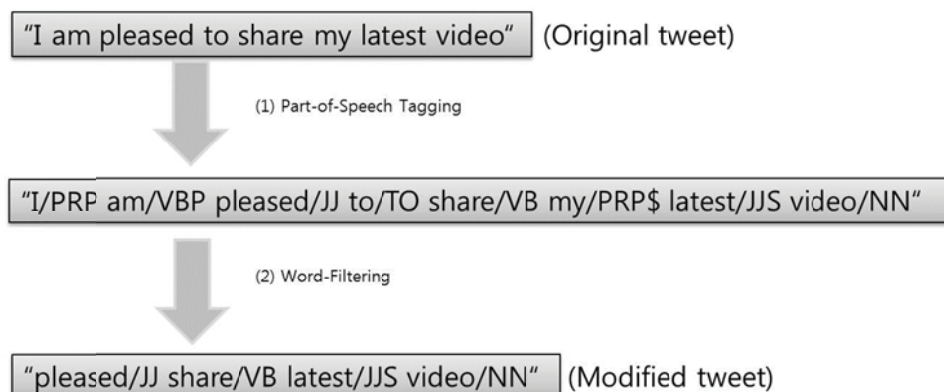 “I am pleased to share my latest video“ (Original tweet)
(1) Part-of-Speech Tagging
“I/PRP am/VBP pleased/JJ to/TO share/VB my/PRP$ latest/JJS video/NN“
(2) Word-Filtering
“pleased/JJ share/VB latest/JJS video/NN“ (Modified tweet)